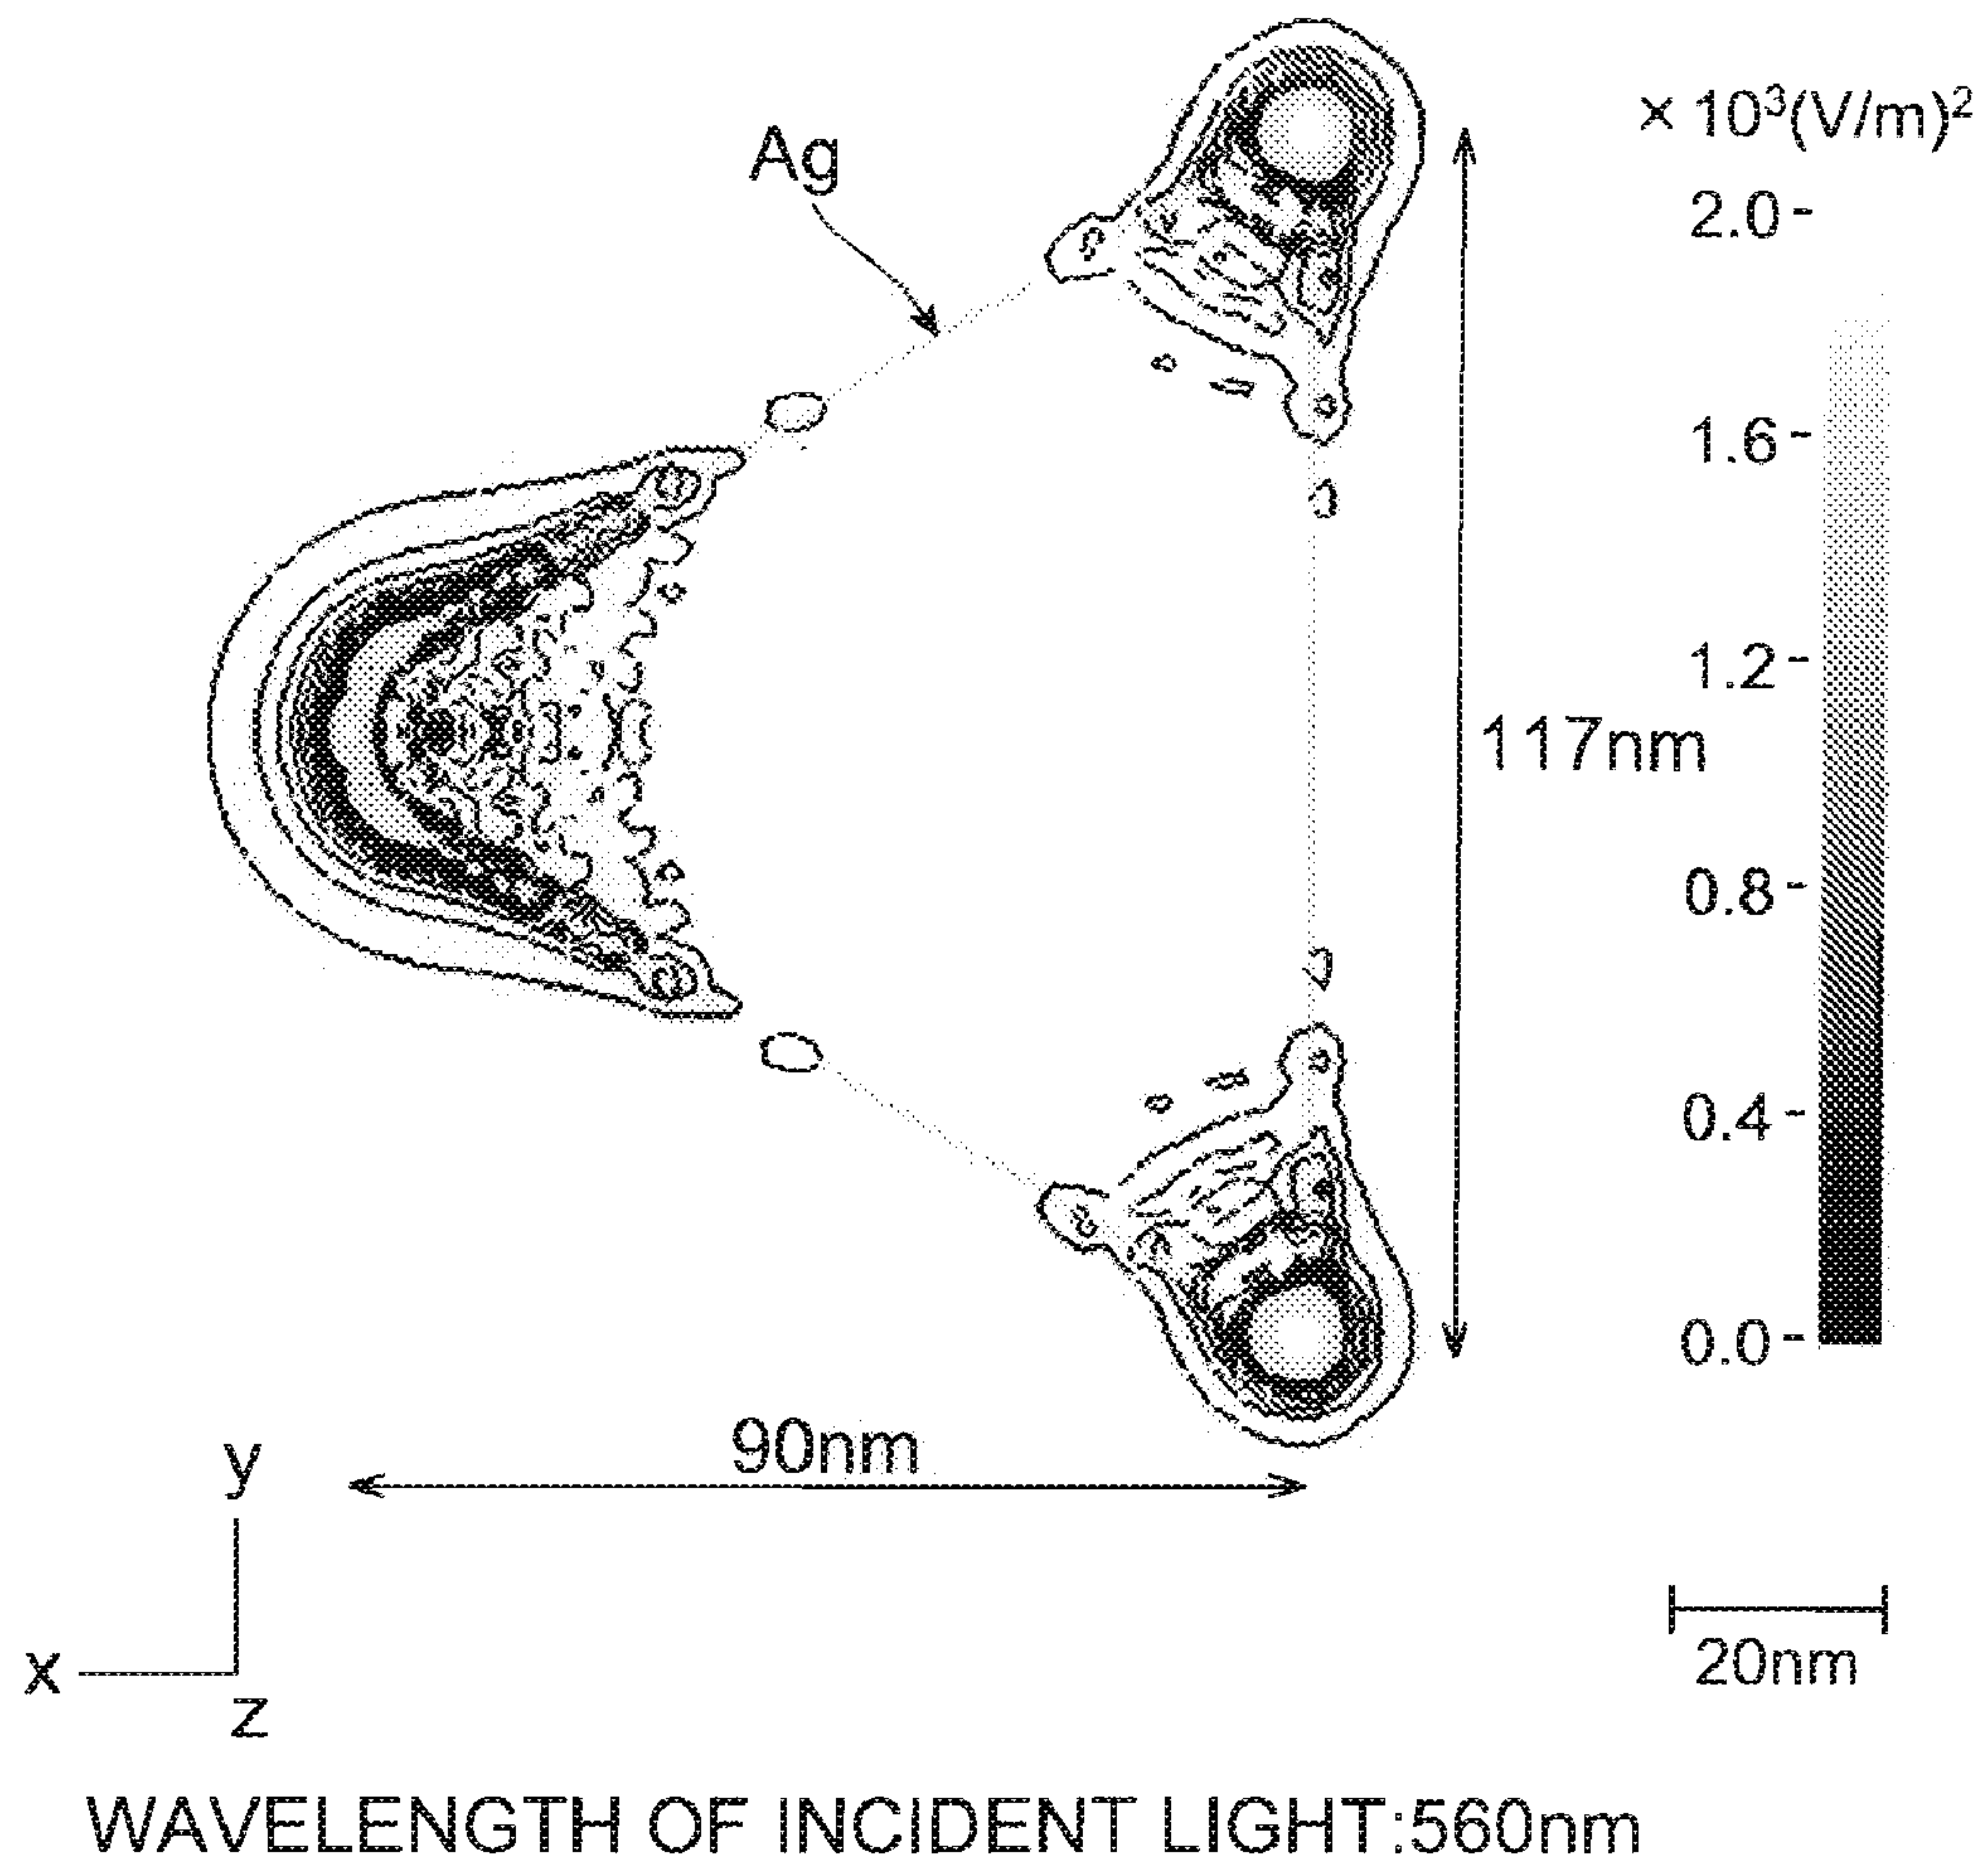 Ag
× 10³(V/m)²
2.0
1.6
1.2
117nm
0.8
0.4
0.0
90nm
y
x
z
20nm
WAVELENGTH OF INCIDENT LIGHT:560nm